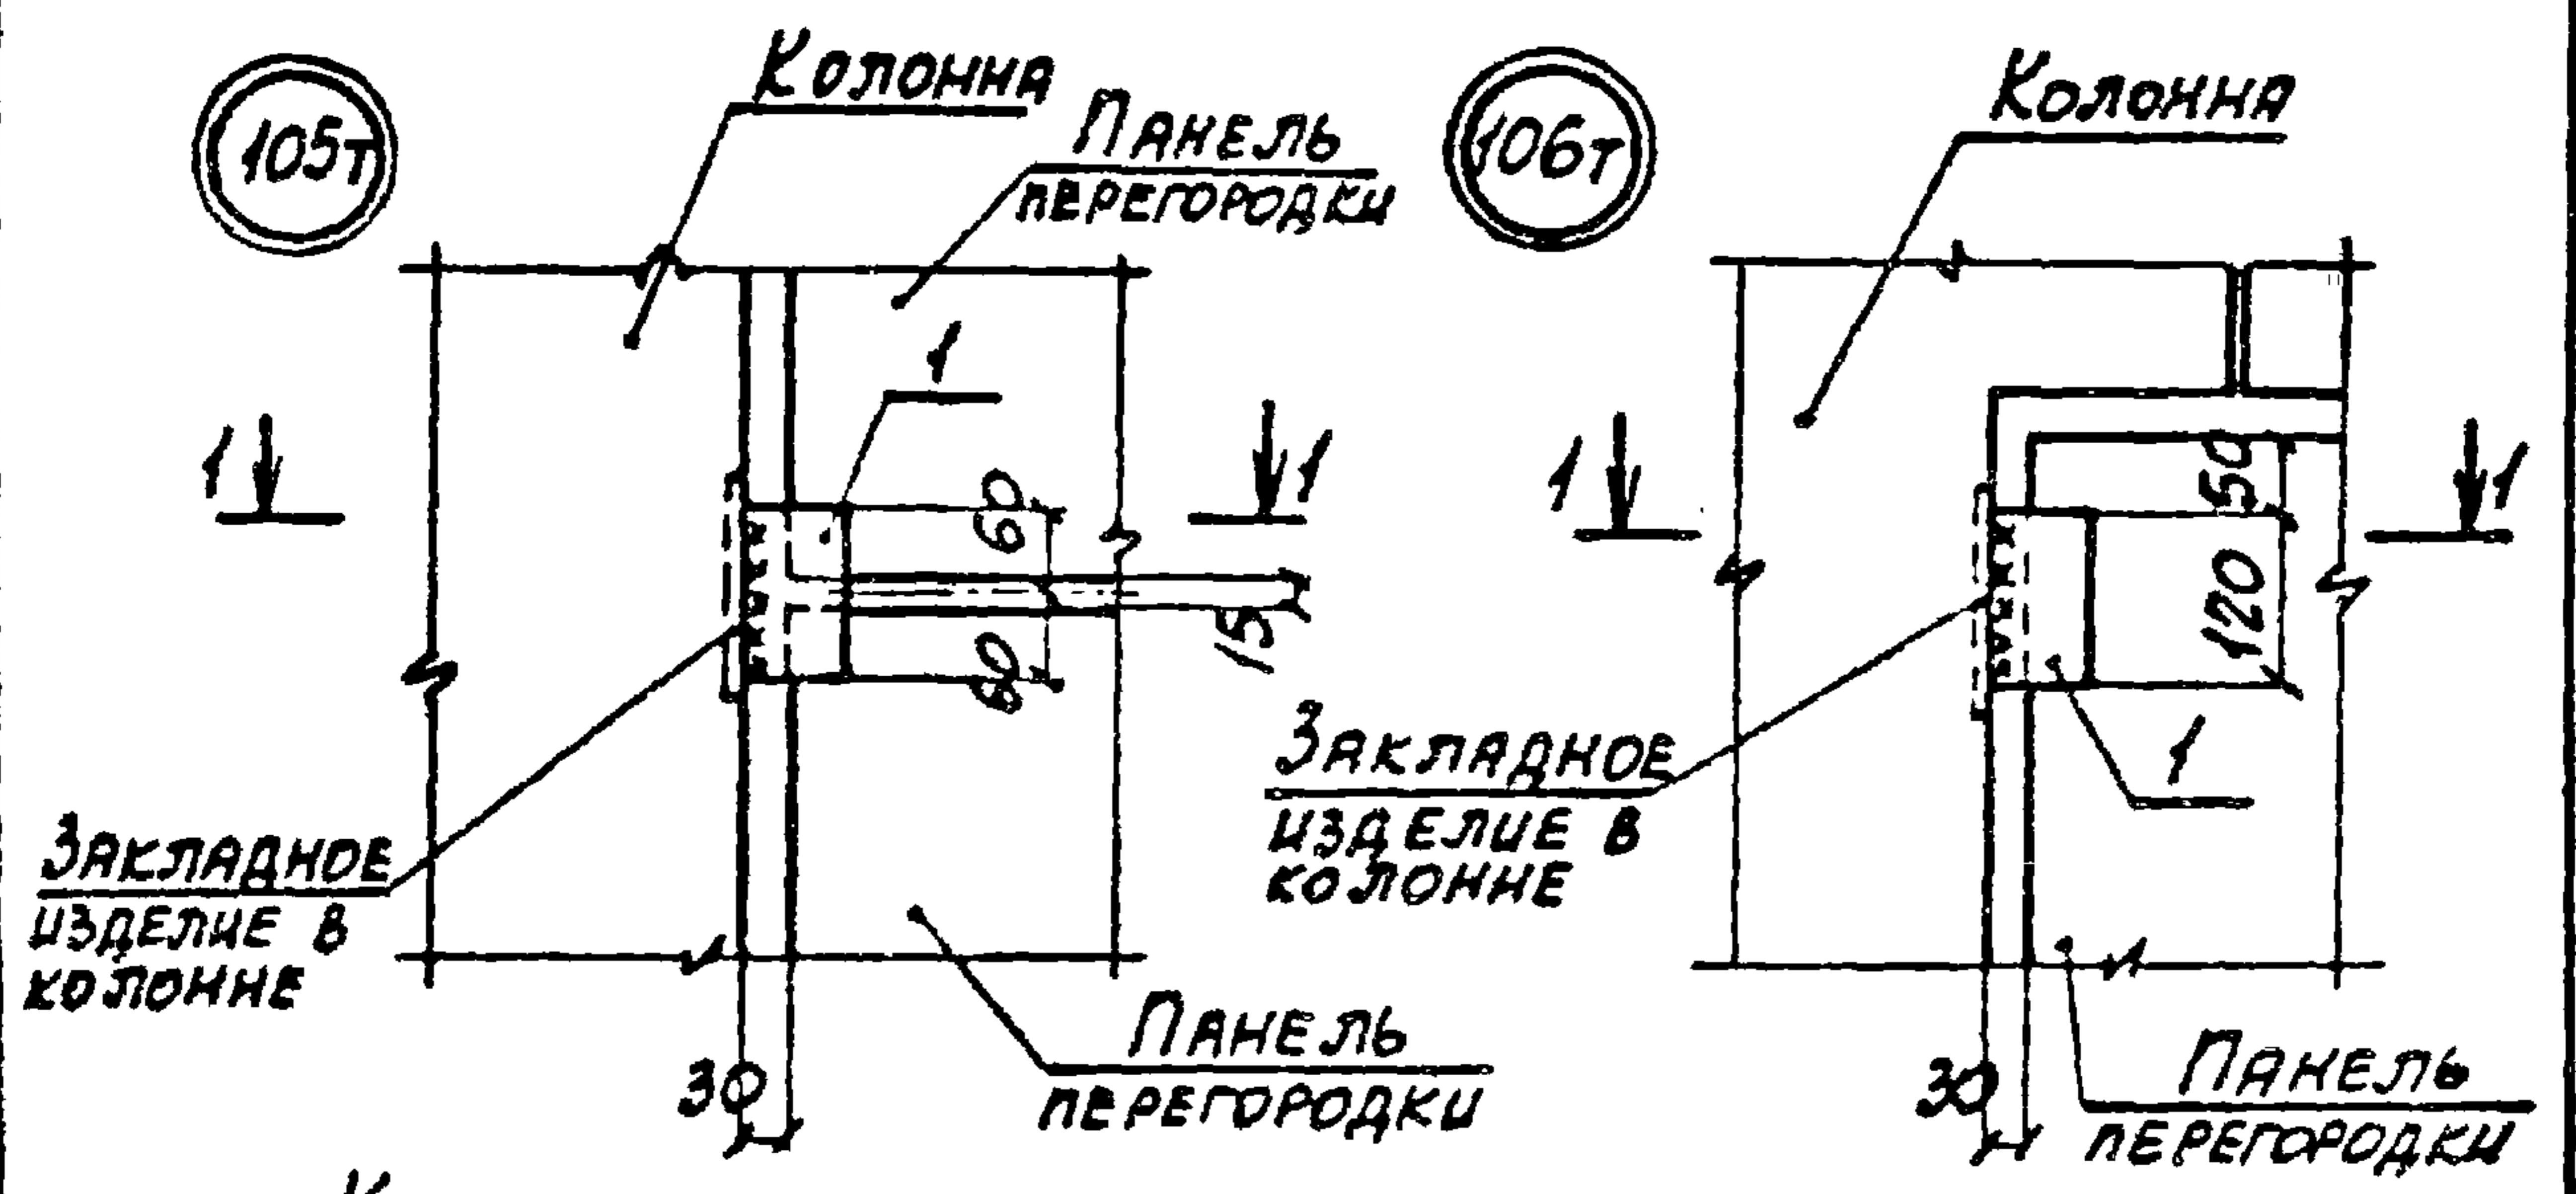 105т
Колонна
Панель
перегородки
1
1
1
60
60
15
Закладное
изделие в
колонне
30
Панель
перегородки
106т
Колонна
1
1
50
120
Закладное
изделие в
колонне
1
30
Панель
перегородки